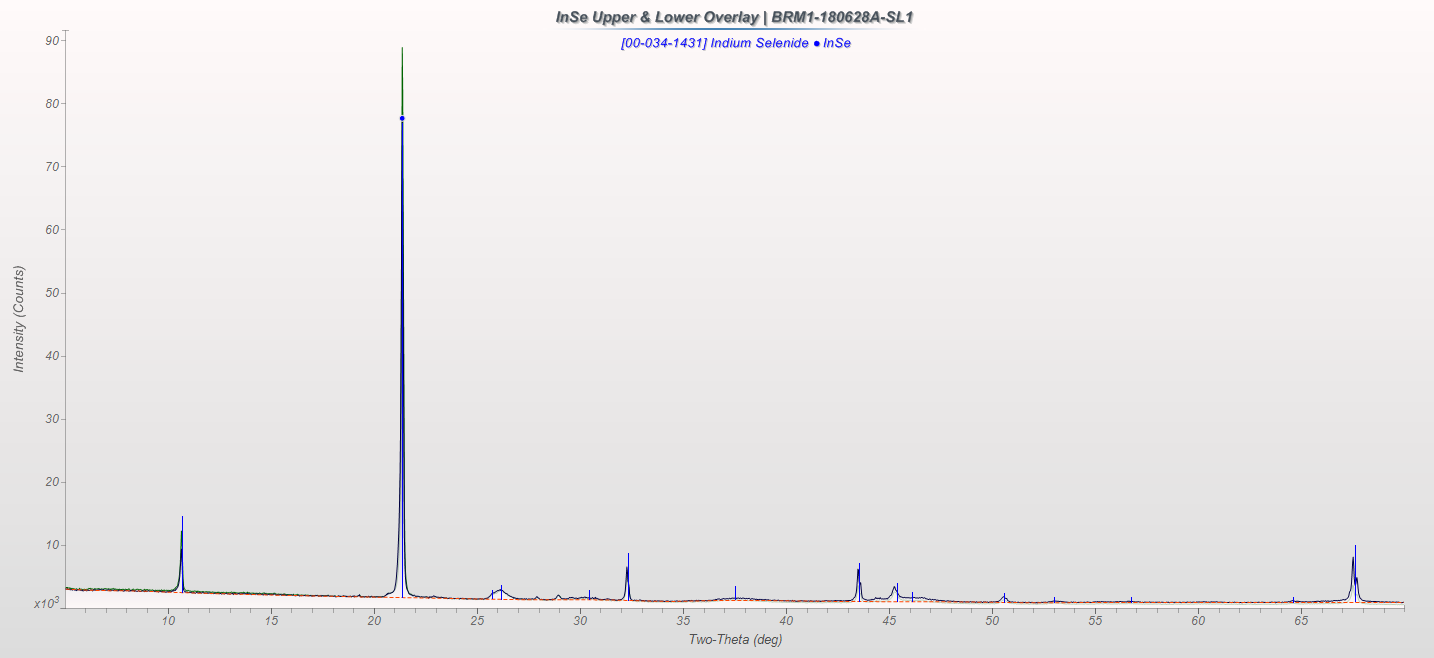 InSe Upper & Lower Overlay | BRM1-180628A-SL1
[00-034-1431] Indium Selenide • InSe
90
80
70
60
50
40
30
20
10
x10³
Intensity (Counts)
10 15 20 25 30 35 40 45 50 55 60 65
Two-Theta (deg)